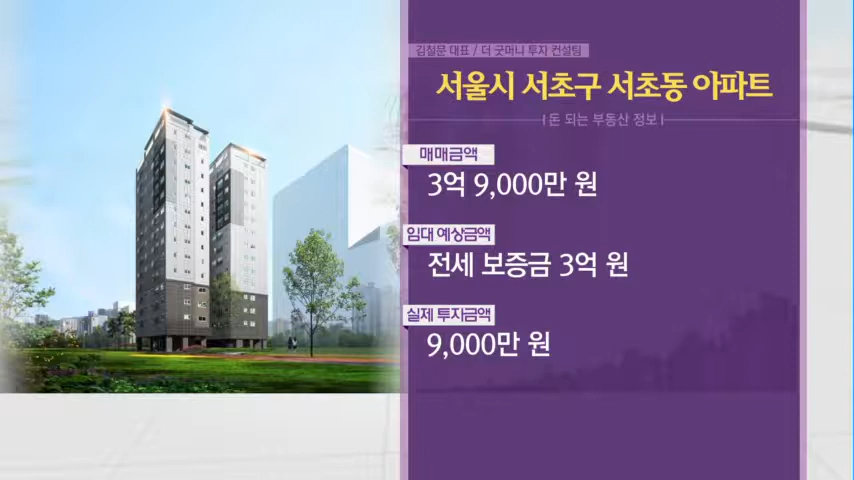 김철문 대표 / 더 굿머니 투자 컨설팅
서울시 서초구 서초동 아파트
돈 되는 부동산 정보
매매금액
3억 9,000만 원
임대 예상금액
전세 보증금 3억 원
실제 투자금액
9,000만 원